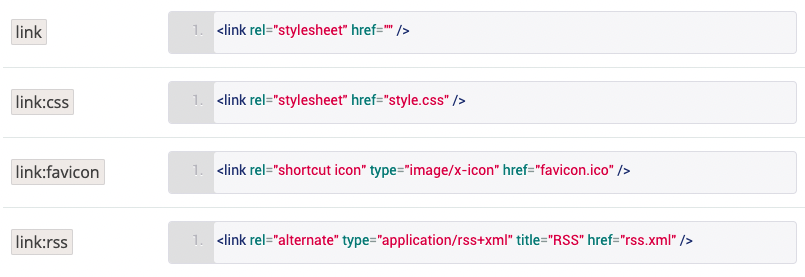 link
1. <link rel="stylesheet" href="" />
link:css
1. <link rel="stylesheet" href="style.css" />
link:favicon
1. <link rel="shortcut icon" type="image/x-icon" href="favicon.ico" />
link:rss
1. <link rel="alternate" type="application/rss+xml" title="RSS" href="rss.xml" />